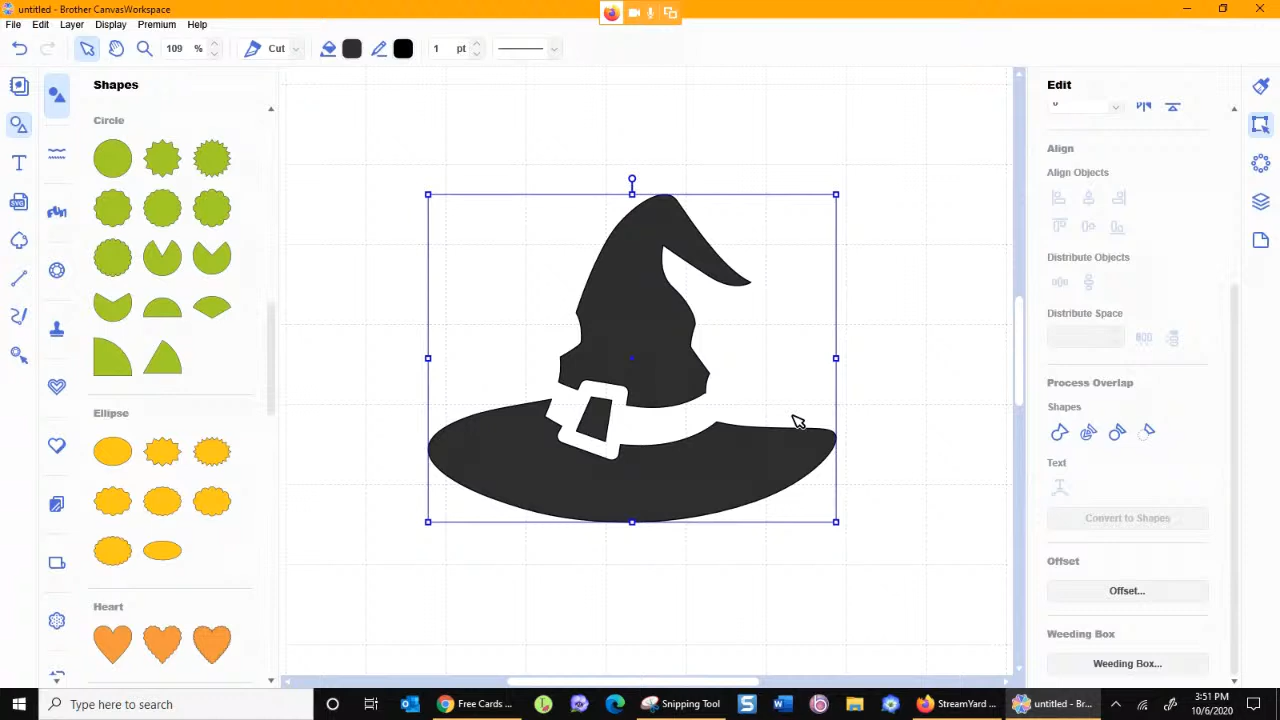 untitled - Brother CanvasWorkspace
File Edit Layer Display Premium Help
109 % Cut 1 pt
Shapes
Circle
Ellipse
Heart
Edit
0
Align
Align Objects
Distribute Objects
Distribute Space
Process Overlap
Shapes
Text
Convert to Shapes
Offset
Offset...
Weeding Box
Weeding Box...
Type here to search
Free Cards ...
Snipping Tool
StreamYard ...
untitled - Br...
3:51 PM
10/6/2020